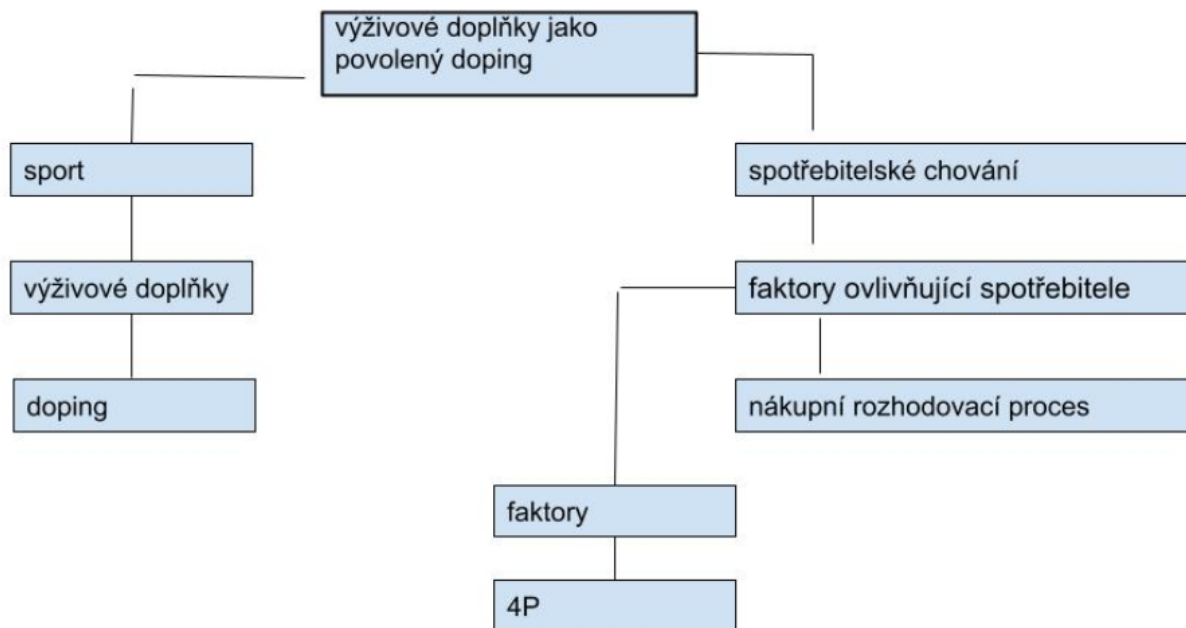 výživové doplňky jako
povolený doping
sport
spotřebitelské chování
výživové doplňky
faktory ovlivňující spotřebitele
doping
nákupní rozhodovací proces
faktory
4P